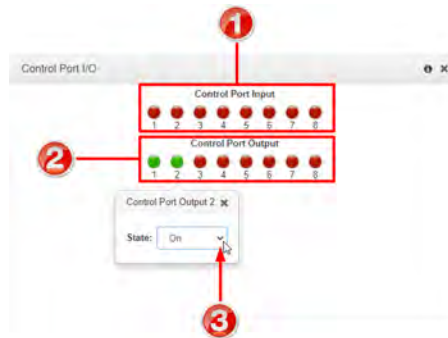 1
Control Port I/O
Control Port Input
1 2 3 4 5 6 7 8
2
Control Port Output
1 2 3 4 5 6 7 8
Control Port Output 2
State: On
3